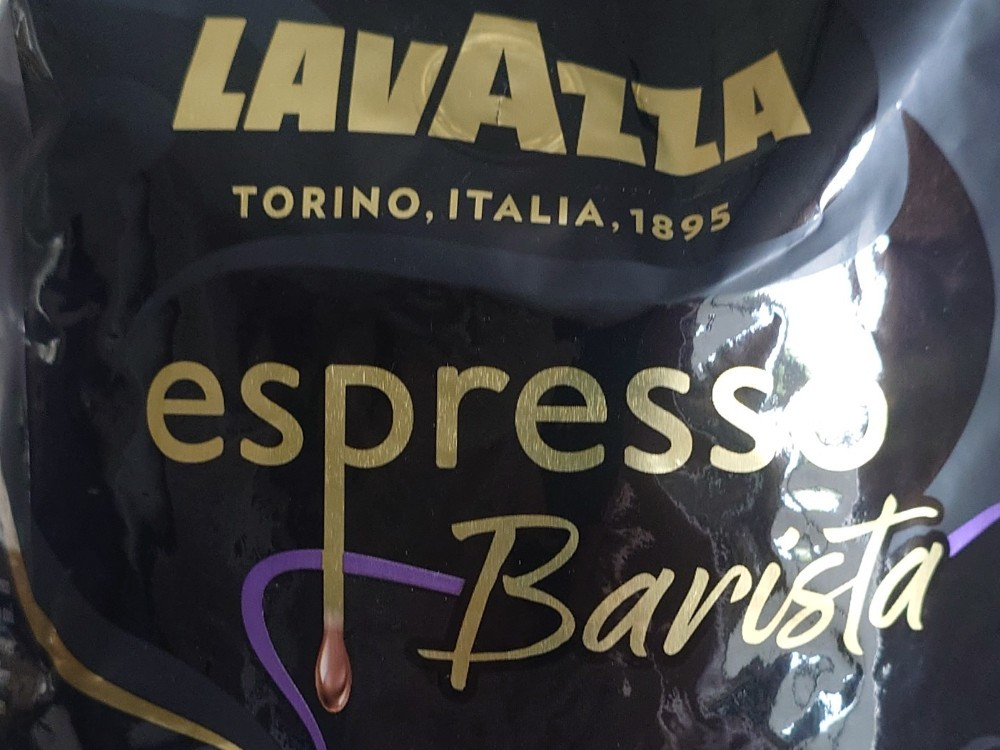 LAVAZZA
TORINO, ITALIA, 1895
espresso
Barista